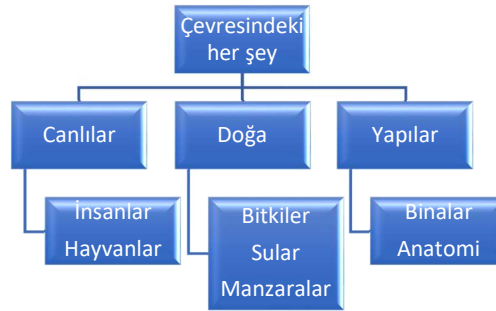 Çevresindeki
her şey
Canlılar
Doğa
Yapılar
İnsanlar
Hayvanlar
Bitkiler
Sular
Manzaralar
Binalar
Anatomi